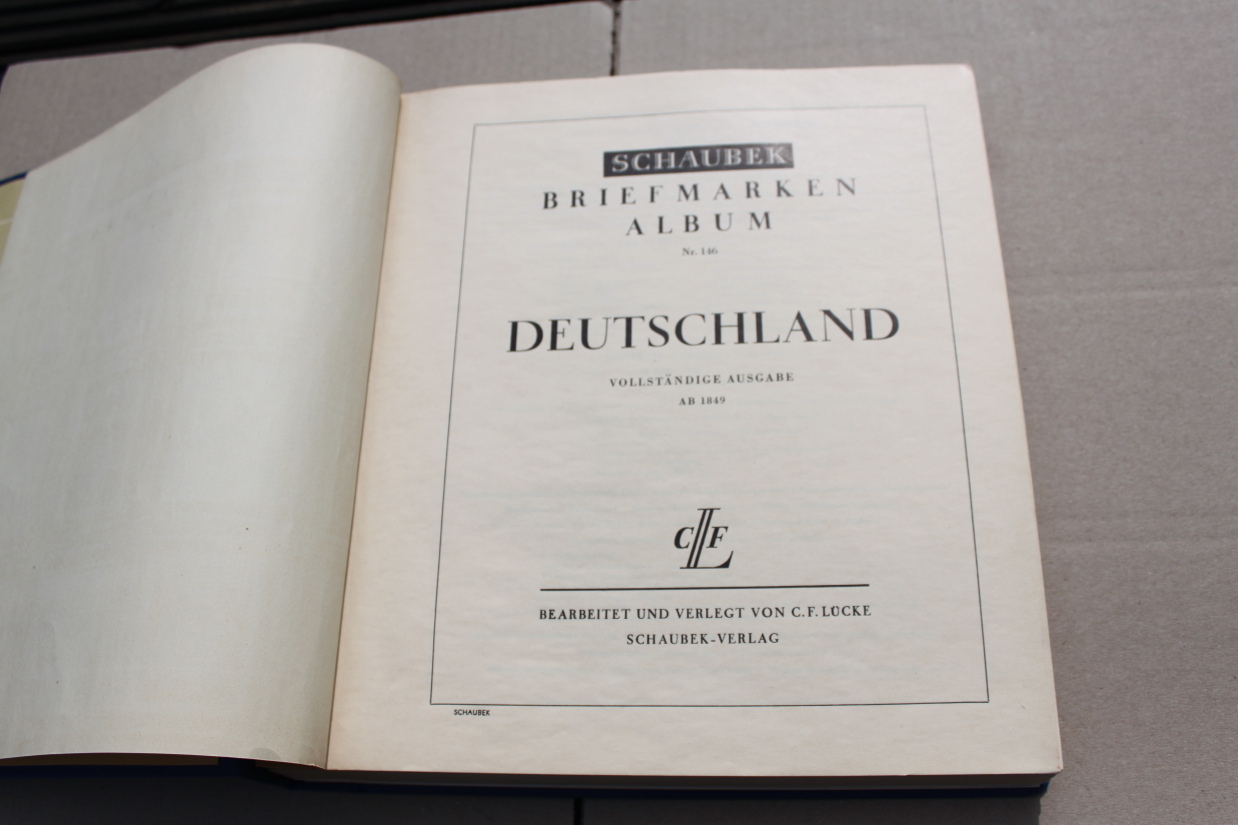 SCHAUBEK
BRIEFMARKEN
ALBUM
Nr. 146
DEUTSCHLAND
VOLLSTÄNDIGE AUSGABE
AB 1849
CLF
BEARBEITET UND VERLEGT VON C. F. LÜCKE
SCHAUBEK-VERLAG
SCHAUBEK